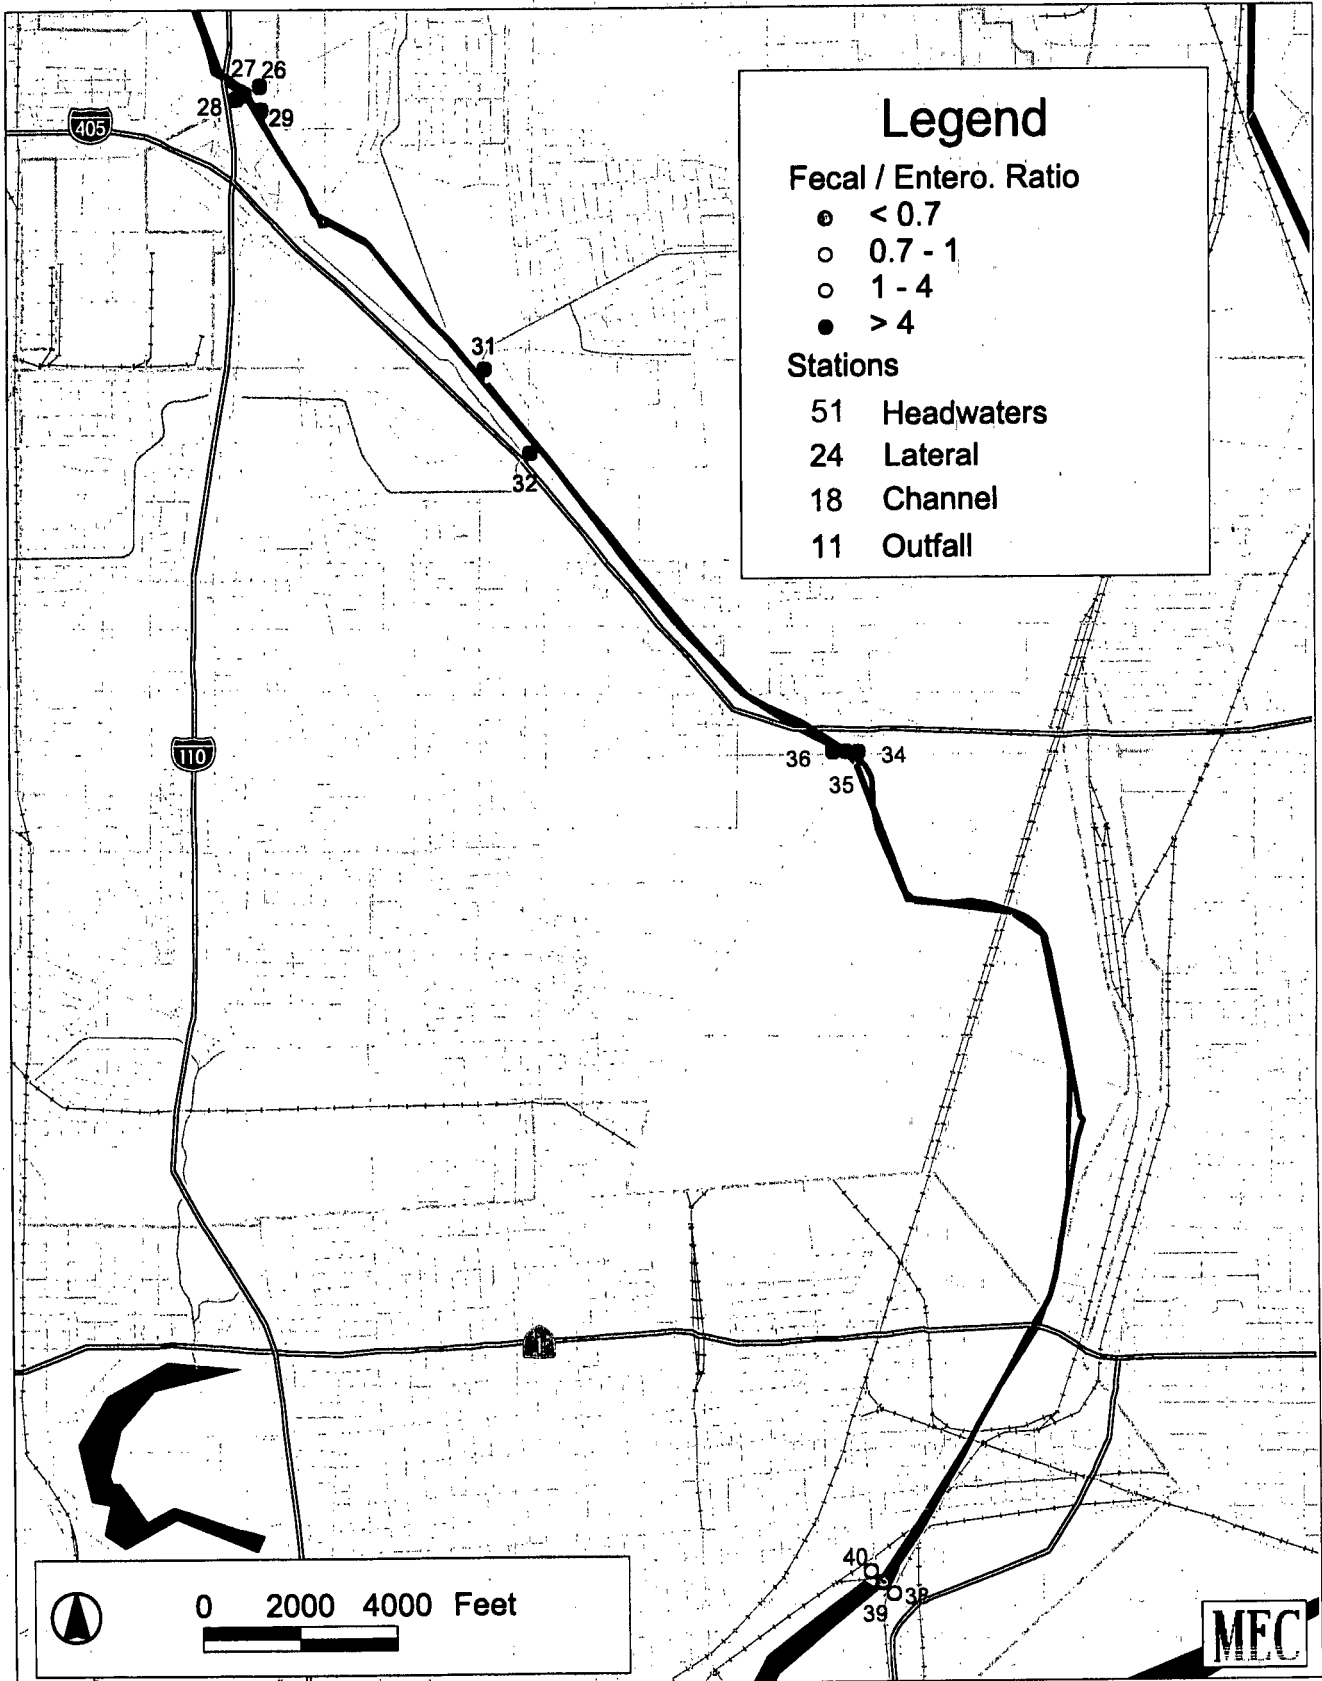 27 26
28
29
405
Legend
Fecal / Entero. Ratio
< 0.7
0.7 - 1
1 - 4
> 4
Stations
51 Headwaters
24 Lateral
18 Channel
11 Outfall
31
32
110
36
34
35
1
40
38
39
0 2000 4000 Feet
MEC